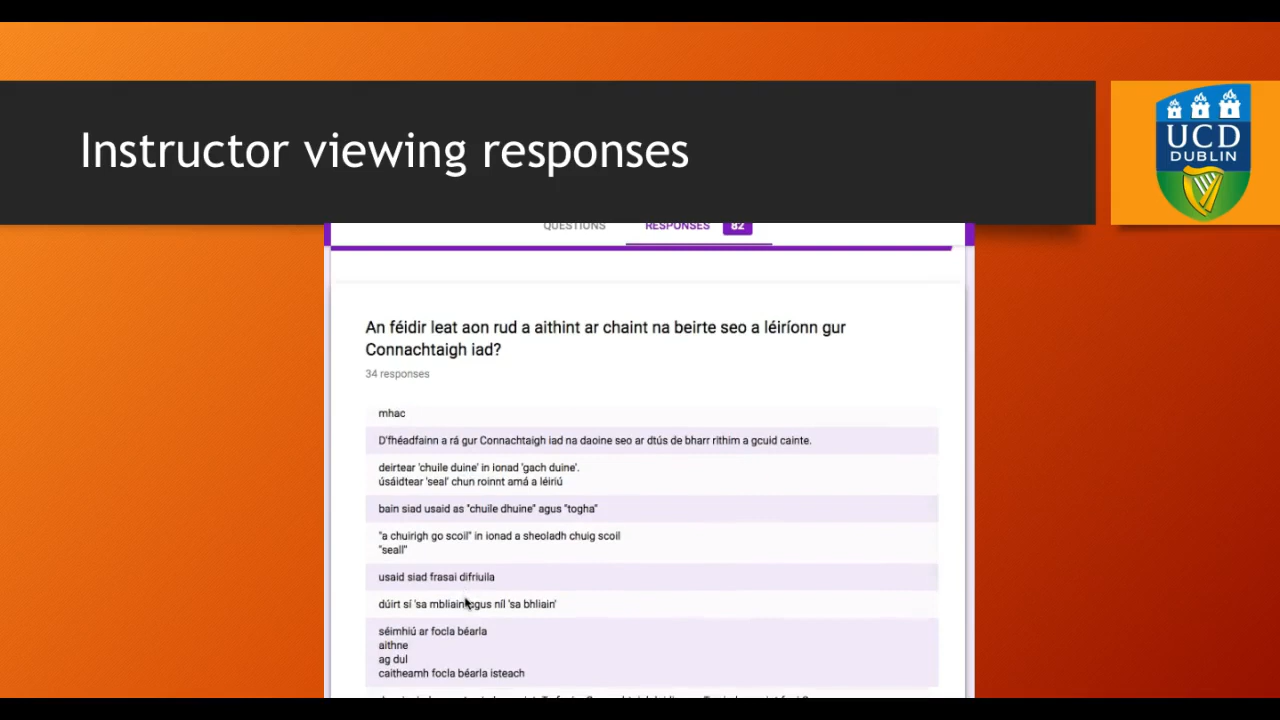 Instructor viewing responses
UCD
DUBLIN
QUESTIONS RESPONSES 82
An féidir leat aon rud a aithint ar chaint na beirte seo a léiríonn gur
Connachtaigh iad?
34 responses
mhac
D'fhéadfainn a rá gur Connachtaigh iad na daoine seo ar dtús de bharr rithim a gcuid cainte.
deirtear 'chuile duine' in ionad 'gach duine'.
úsáidtear 'seal' chun roinnt amá a léiriú
bain siad usaid as "chuile dhuine" agus "togha"
"a chuirigh go scoil" in ionad a sheoladh chuig scoil
"seall"
usaid siad frasai difriuila
dúirt sí 'sa mbliain agus níl 'sa bhliain'
séimhiú ar focla béarla
aithne
ag dul
caitheamh focla béarla isteach